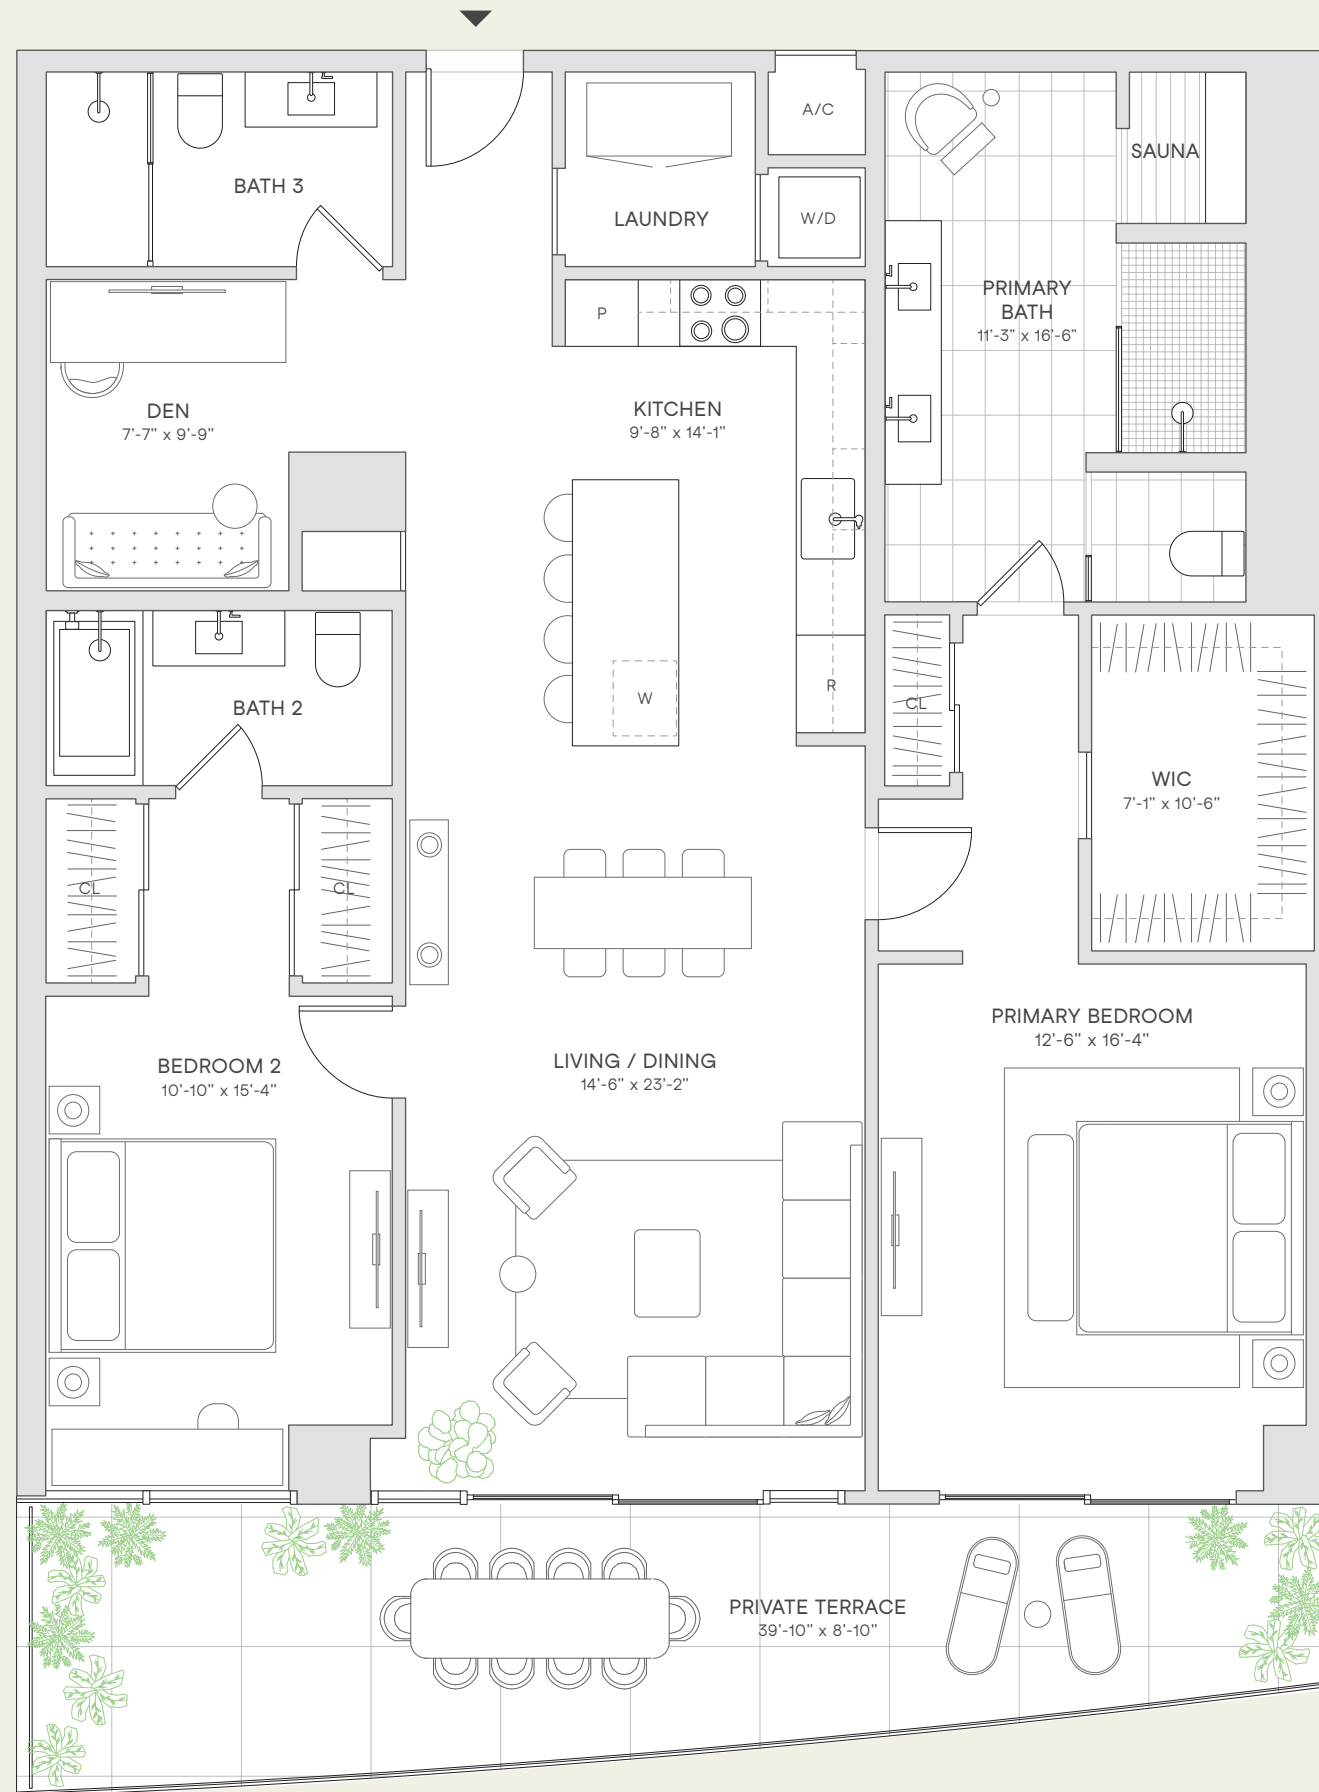 A/C
SAUNA
BATH 3
LAUNDRY
W/D
PRIMARY
BATH
11'-3" x 16'-6"
P
DEN
7'-7" x 9'-9"
KITCHEN
9'-8" x 14'-1"
W
R
CL
BATH 2
WIC
7'-1" x 10'-6"
CL
CL
PRIMARY BEDROOM
12'-6" x 16'-4"
BEDROOM 2
10'-10" x 15'-4"
LIVING / DINING
14'-6" x 23'-2"
PRIVATE TERRACE
39'-10" x 8'-10"